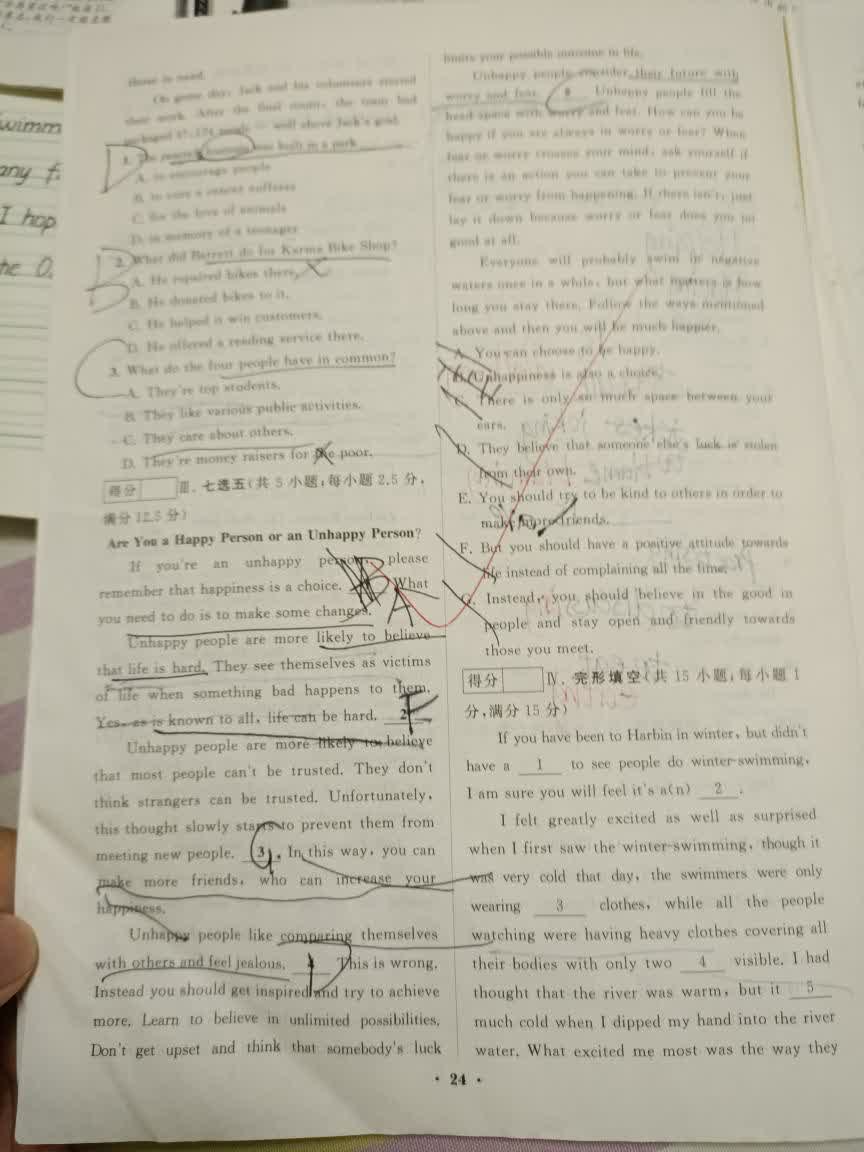 wimm
any f
I hop
he O.
those in need.
On game day, Jack and his volunteers
their work. After the final count, the team had
well above Jack's goal.
1. The was built in a park
A. to encourage people
B. to cure a cancer sufferer
C. for the love of animals
D. in memory of a teenager
2. What did Barrett do for Karma Bike Shop?
A. He repaired bikes there.
B. He donated bikes to it.
C. He helped it win customers.
D. He offered a reading service there.
3. What do the four people have in common?
A. They're top students.
B. They like various public activities.
C. They care about others.
D. They're money raisers for the poor.
得分 Ⅲ. 七选五(共 5 小题,每小题 2.5 分,
满分 12.5 分)
Are You a Happy Person or an Unhappy Person?
If you're an unhappy person, please
remember that happiness is a choice. What
you need to do is to make some changes.
A
Unhappy people are more likely to believe
that life is hard. They see themselves as victims
of life when something bad happens to them.
Yes, as is known to all, life can be hard. 2
Unhappy people are more likely to believe
that most people can't be trusted. They don't
think strangers can be trusted. Unfortunately,
this thought slowly starts to prevent them from
meeting new people. 3 . In this way, you can
make more friends, who can increase your
happiness.
Unhappy people like comparing themselves
with others and feel jealous. This is wrong.
Instead you should get inspired and try to achieve
more. Learn to believe in unlimited possibilities.
Don't get upset and think that somebody's luck
limits your possible outcome in life.
Unhappy people consider their future with
worry and fear. Unhappy people fill the
head space with worry and fear. How can you be
happy if you are always in worry or fear? When
fear or worry crosses your mind, ask yourself if
there is an action you can take to prevent your
fear or worry from happening. If there isn't, just
lay it down because worry or fear does you no
good at all.
Everyone will probably swim in negative
waters once in a while, but what matters is how
long you stay there. Follow the ways mentioned
above and then you will be much happier.
A. You can choose to be happy.
B. Unhappiness is also a choice.
C. There is only so much space between your
ears.
D. They believe that someone else's luck is stolen
from their own.
E. You should try to be kind to others in order to
make more friends.
F. But you should have a positive attitude towards
life instead of complaining all the time.
G. Instead, you should believe in the good in
people and stay open and friendly towards
those you meet.
得分 Ⅳ. 完形填空(共 15 小题,每小题 1
分,满分 15 分)
If you have been to Harbin in winter, but didn't
have a 1 to see people do winter-swimming,
I am sure you will feel it's a(n) 2 .
I felt greatly excited as well as surprised
when I first saw the winter-swimming, though it
was very cold that day, the swimmers were only
wearing 3 clothes, while all the people
watching were having heavy clothes covering all
their bodies with only two 4 visible. I had
thought that the river was warm, but it 5
much cold when I dipped my hand into the river
water. What excited me most was the way they
· 24 ·